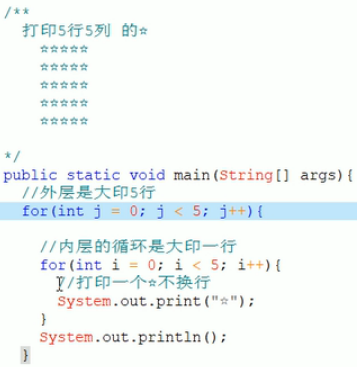 /**
打印5行5列 的☆
☆☆☆☆☆
☆☆☆☆☆
☆☆☆☆☆
☆☆☆☆☆
☆☆☆☆☆
*/
public static void main(String[] args){
//外层是大印5行
for(int j = 0; j < 5; j++){
//内层的循环是大印一行
for(int i = 0; i < 5; i++){
//打印一个☆不换行
System.out.print("☆");
}
System.out.println();
}